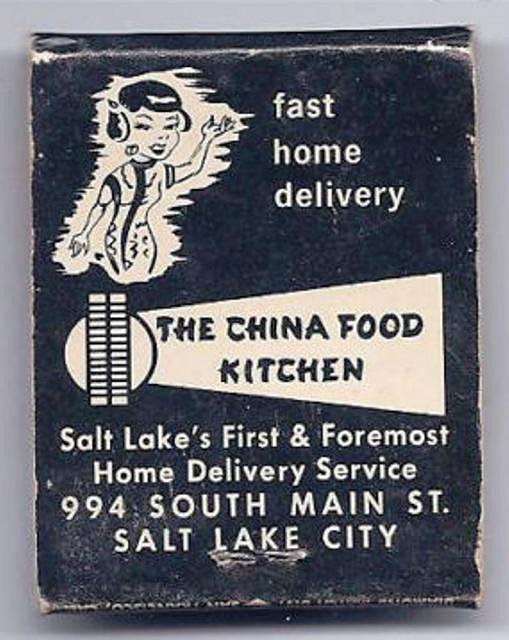 fast
home
delivery
THE CHINA FOOD
KITCHEN
Salt Lake's First & Foremost
Home Delivery Service
994 SOUTH MAIN ST.
SALT LAKE CITY